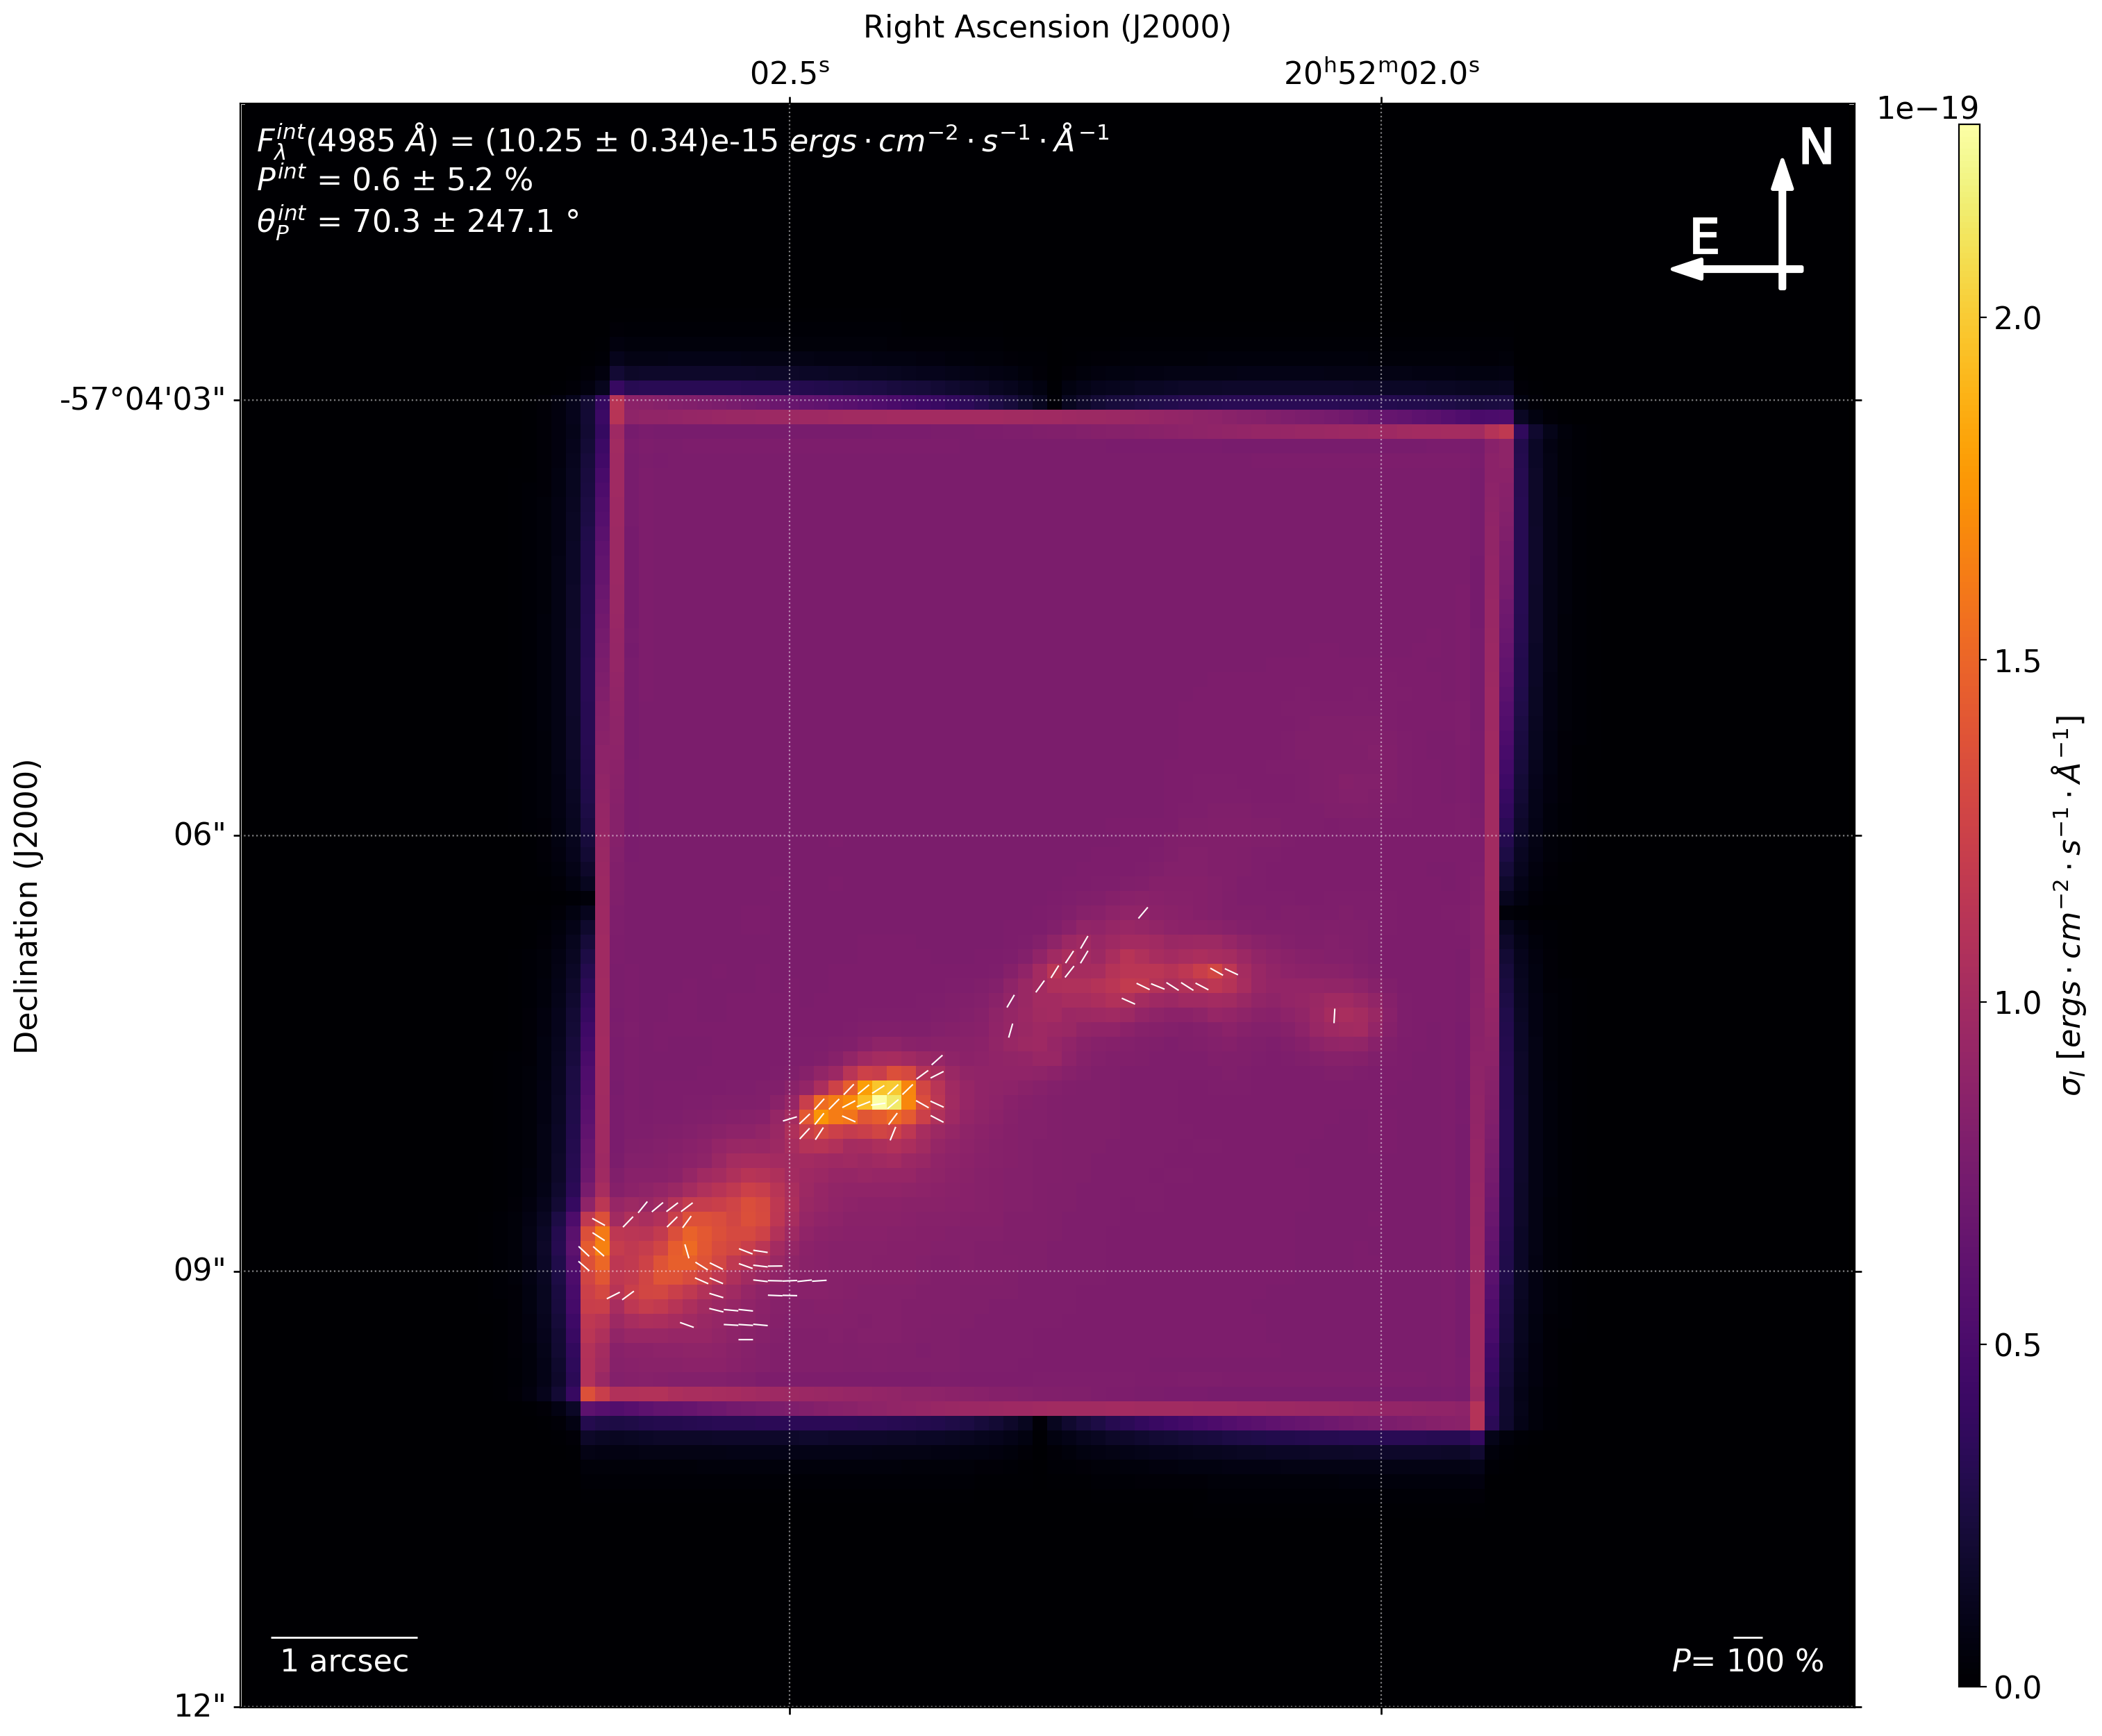 Right Ascension (J2000)
02.5ˢ 20ʰ52ᵐ02.0ˢ
1e−19
F_λ^int(4985 Å) = (10.25 ± 0.34)e-15 ergs · cm⁻² · s⁻¹ · Å⁻¹
P^int = 0.6 ± 5.2 %
θ_P^int = 70.3 ± 247.1 °
N
E
-57°04'03"
06"
09"
12"
Declination (J2000)
2.0
1.5
1.0
0.5
0.0
σ_I [ergs · cm⁻² · s⁻¹ · Å⁻¹]
1 arcsec
P= 100 %